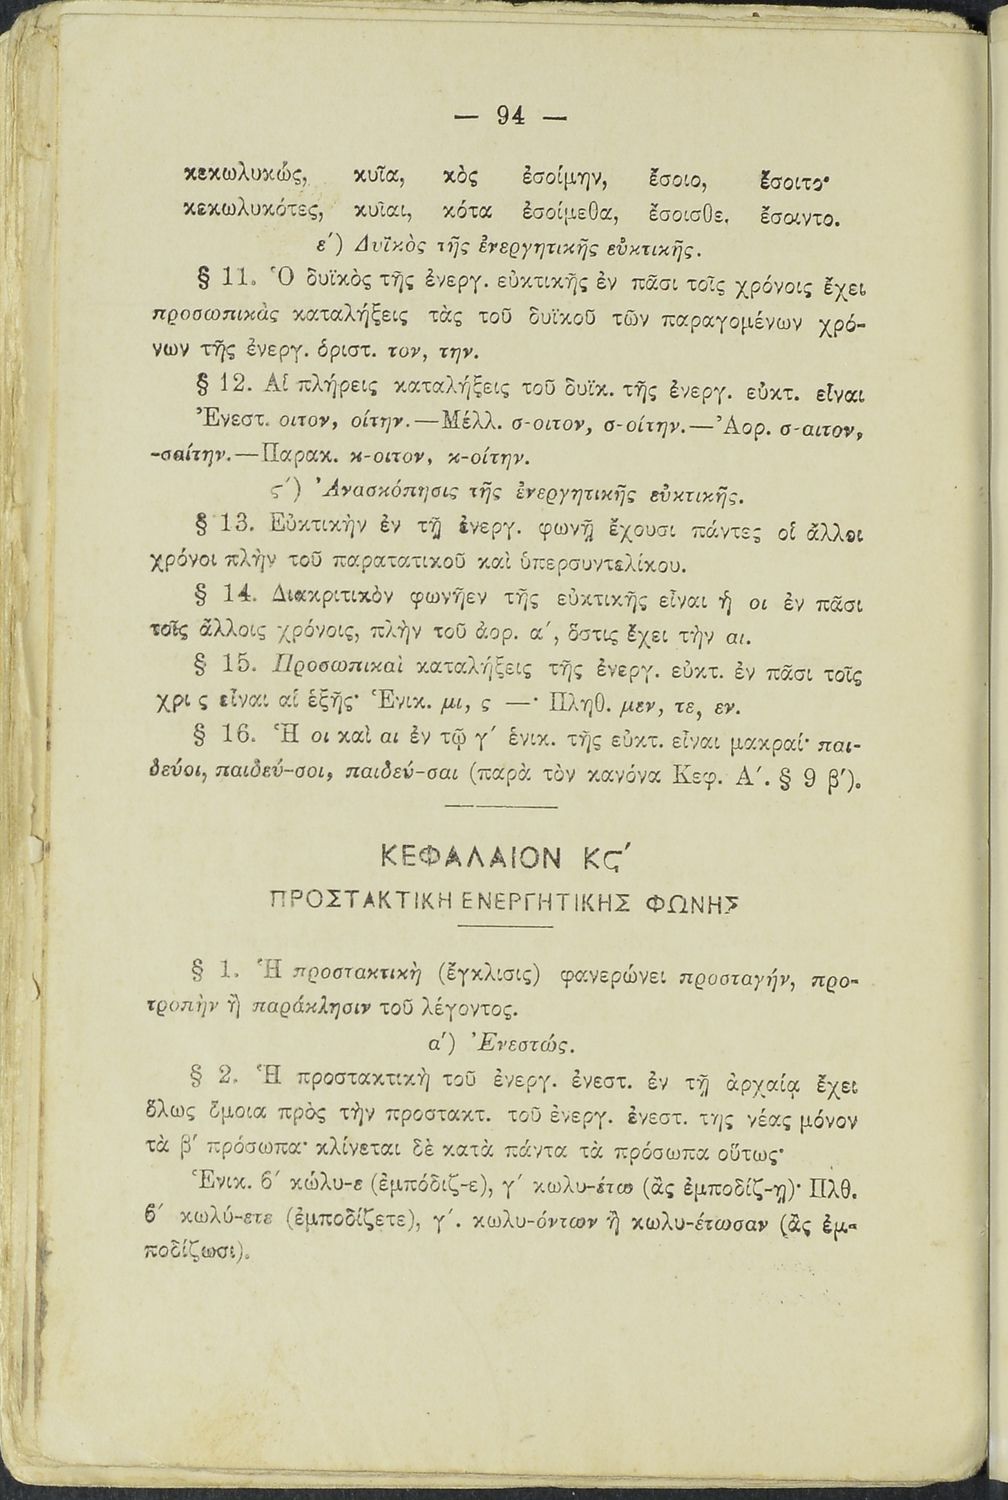 — 94 —
κεκωλυκώς, κυῖα, κὸς ἐσοίμην, ἔσοιο, ἔσοιτο·
κεκωλυκότες, κυῖαι, κότα ἐσοίμεθα, ἔσοισθε, ἔσοιντο.
ε΄) Δυϊκὸς τῆς ἐνεργητικῆς εὐκτικῆς.
§ 11. Ὁ δυϊκὸς τῆς ἐνεργ. εὐκτικῆς ἐν πᾶσι τοῖς χρόνοις ἔχει
προσωπικὰς καταλήξεις τὰς τοῦ δυϊκοῦ τῶν παραγομένων χρό-
νων τῆς ἐνεργ. ὁριστ. τον, την.
§ 12. Αἱ πλήρεις καταλήξεις τοῦ δυϊκ. τῆς ἐνεργ. εὐκτ. εἶναι
Ἐνεστ. οιτον, οίτην.—Μέλλ. σ-οιτον, σ-οίτην.—Ἀορ. σ-αιτον,
-σαίτην.—Παρακ. κ-οιτον, κ-οίτην.
ϛ΄) Ἀνασκόπησις τῆς ἐνεργητικῆς εὐκτικῆς.
§ 13. Εὐκτικὴν ἐν τῇ ἐνεργ. φωνῇ ἔχουσι πάντες οἱ ἄλλοι
χρόνοι πλὴν τοῦ παρατατικοῦ καὶ ὑπερσυντελίκου.
§ 14. Διακριτικὸν φωνῆεν τῆς εὐκτικῆς εἶναι ἡ οι ἐν πᾶσι
τοῖς ἄλλοις χρόνοις, πλὴν τοῦ ἀορ. α΄, ὅστις ἔχει τὴν αι.
§ 15. Προσωπικαὶ καταλήξεις τῆς ἐνεργ. εὐκτ. ἐν πᾶσι τοῖς
χρ. ς εἶναι αἱ ἑξῆς· Ἑνικ. μι, ς —· Πληθ. μεν, τε, εν.
§ 16. Ἡ οι καὶ αι ἐν τῷ γ΄ ἑνικ. τῆς εὐκτ. εἶναι μακραί· παι-
δεύοι, παιδεύ-σοι, παιδεύ-σαι (παρὰ τὸν κανόνα Κεφ. Α΄. § 9 β΄).
ΚΕΦΑΛΑΙΟΝ Κϛ΄
ΠΡΟΣΤΑΚΤΙΚΗ ΕΝΕΡΓΗΤΙΚΗΣ ΦΩΝΗΣ
§ 1. Ἡ προστακτικὴ (ἔγκλισις) φανερώνει προσταγήν, προ-
τροπὴν ἢ παράκλησιν τοῦ λέγοντος.
α΄) Ἐνεστώς.
§ 2. Ἡ προστακτικὴ τοῦ ἐνεργ. ἐνεστ. ἐν τῇ ἀρχαίᾳ ἔχει
ὅλως ὅμοια πρὸς τὴν προστακτ. τοῦ ἐνεργ. ἐνεστ. της νέας μόνον
τὰ β΄ πρόσωπα· κλίνεται δὲ κατὰ πάντα τὰ πρόσωπα οὕτως·
Ἑνικ. β΄ κώλυ-ε (ἐμπόδιζ-ε), γ΄ κωλυ-έτω (ἂς ἐμποδίζ-ῃ)· Πλθ.
β΄ κωλύ-ετε (ἐμποδίζετε), γ΄. κωλυ-όντων ἢ κωλυ-έτωσαν (ἂς ἐμ-
ποδίζωσι).